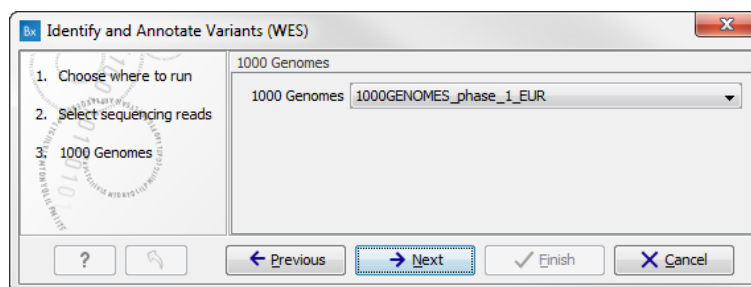 Bx Identify and Annotate Variants (WES)
X
1. Choose where to run
2. Select sequencing reads
3. 1000 Genomes
1000 Genomes
1000 Genomes 1000GENOMES_phase_1_EUR
? Previous Next Finish Cancel